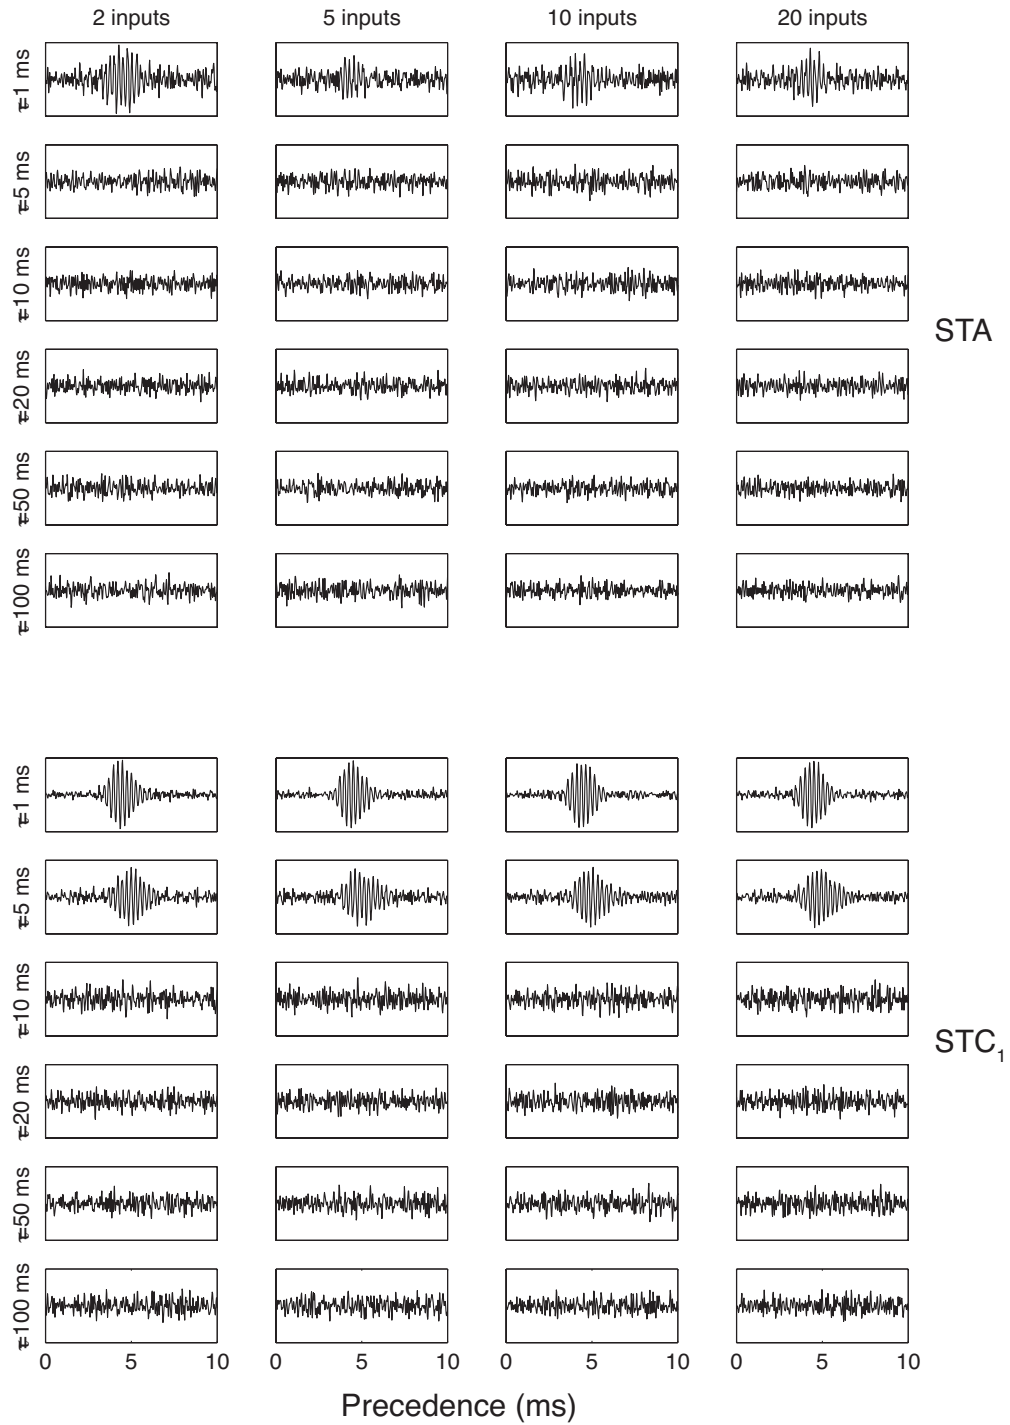 2 inputs
5 inputs
10 inputs
20 inputs
τ=1 ms
τ=5 ms
τ=10 ms
τ=20 ms
τ=50 ms
τ=100 ms
STA
τ=1 ms
τ=5 ms
τ=10 ms
τ=20 ms
τ=50 ms
τ=100 ms
STC₁
0 5 10 0 5 10 0 5 10 0 5 10
Precedence (ms)